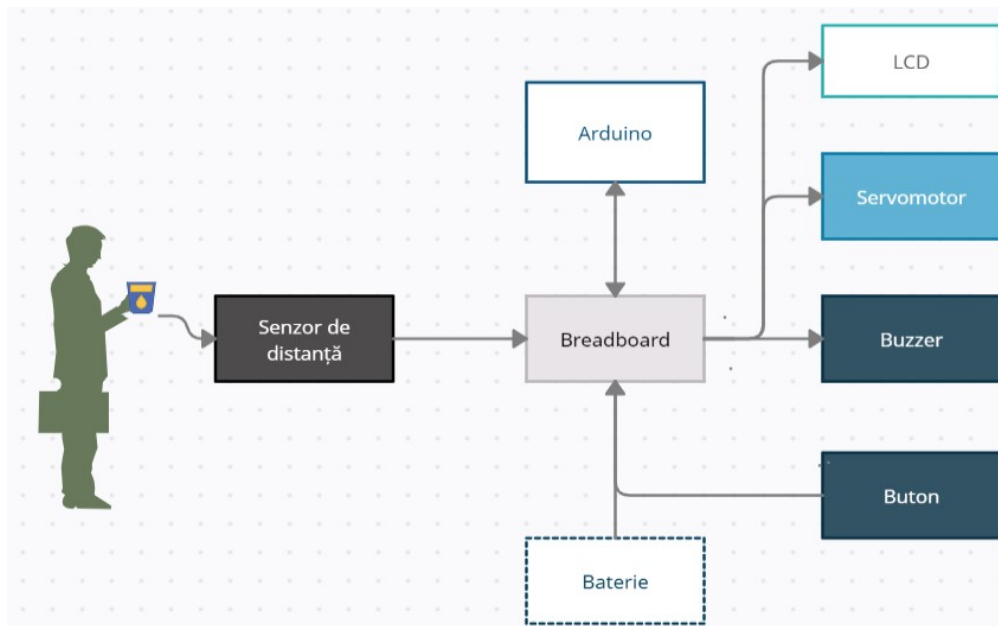 LCD
Arduino
Servomotor
Senzor de
distanță
Breadboard
Buzzer
Buton
Baterie